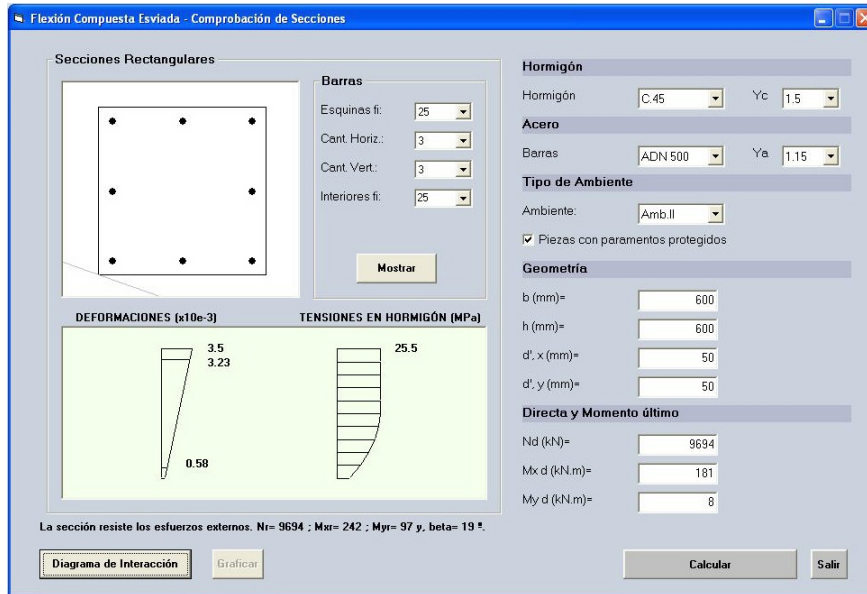 Flexión Compuesta Esviada - Comprobación de Secciones
Secciones Rectangulares
Barras
Esquinas fi: 25
Cant. Horiz.: 3
Cant. Vert.: 3
Interiores fi: 25
Mostrar
DEFORMACIONES (x10e-3)
3.5
3.23
0.58
TENSIONES EN HORMIGÓN (MPa)
25.5
La sección resiste los esfuerzos externos. Nr= 9694 ; Mxr= 242 ; Myr= 97 y, beta= 19 º.
Diagrama de Interacción
Graficar
Hormigón
Hormigón C.45 Yc 1.5
Acero
Barras ADN 500 Ya 1.15
Tipo de Ambiente
Ambiente: Amb.II
Piezas con paramentos protegidos
Geometría
b (mm)= 600
h (mm)= 600
d', x (mm)= 50
d', y (mm)= 50
Directa y Momento último
Nd (kN)= 9694
Mx d (kN.m)= 181
My d (kN.m)= 8
Calcular
Salir